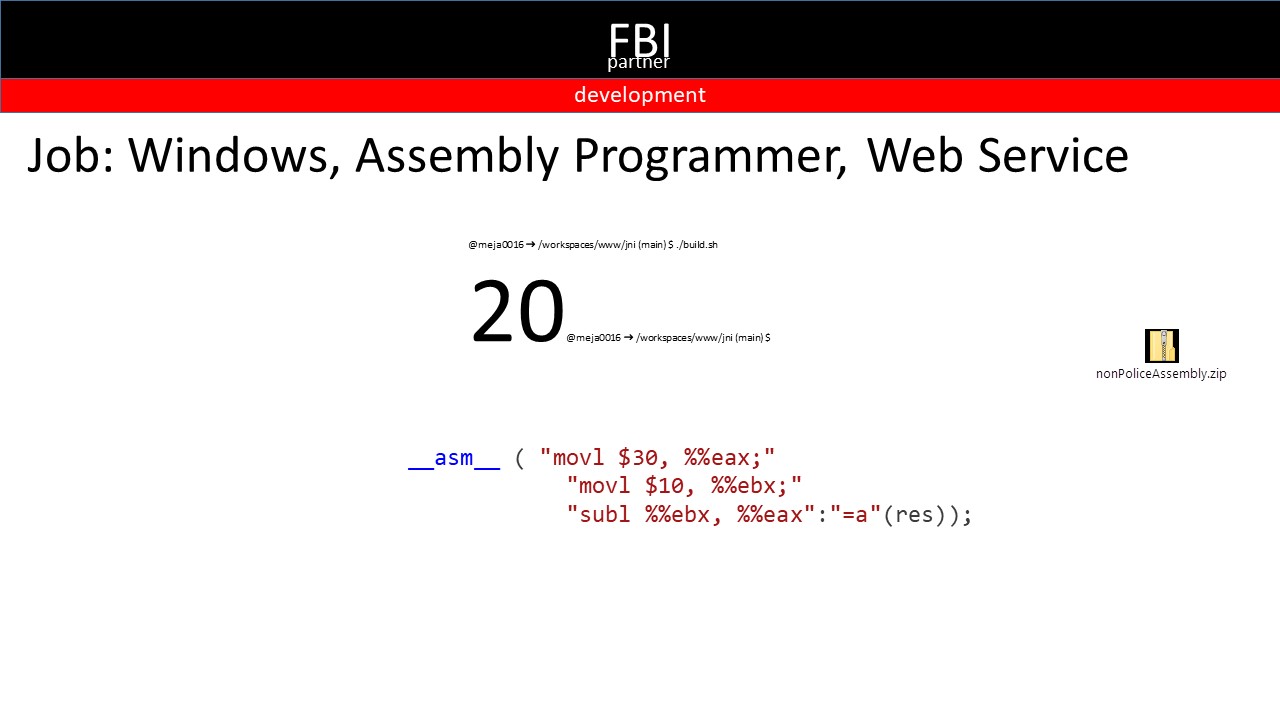 FBI
partner
development
Job: Windows, Assembly Programmer, Web Service
@meja0016 ➜ /workspaces/www/jni (main) $ ./build.sh
20@meja0016 ➜ /workspaces/www/jni (main) $
nonPoliceAssembly.zip
__asm__ ( "movl $30, %%eax;"
"movl $10, %%ebx;"
"subl %%ebx, %%eax":"=a"(res));